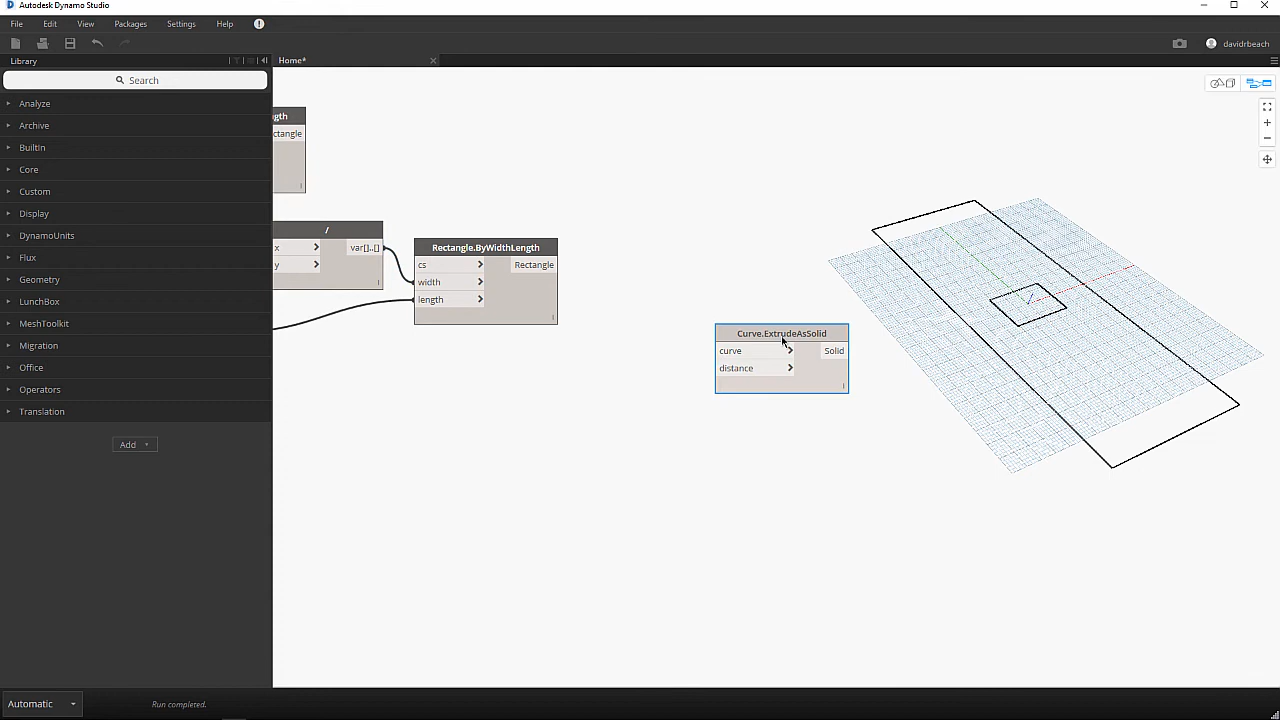 Autodesk Dynamo Studio
File Edit View Packages Settings Help
davidrbeach
Library
Home*
Search
Analyze
Archive
BuiltIn
Core
Custom
Display
DynamoUnits
Flux
Geometry
LunchBox
MeshToolkit
Migration
Office
Operators
Translation
Add +
gth
ctangle
/
x > var[]..[]
y >
Rectangle.ByWidthLength
cs > Rectangle
width >
length >
Curve.ExtrudeAsSolid
curve > Solid
distance >
Automatic
Run completed.